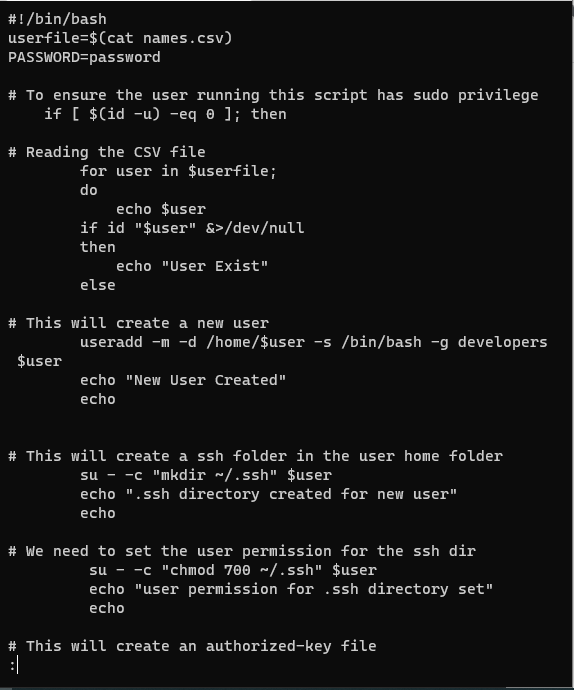 #!/bin/bash
userfile=$(cat names.csv)
PASSWORD=password
# To ensure the user running this script has sudo privilege
if [ $(id -u) -eq 0 ]; then
# Reading the CSV file
for user in $userfile;
do
echo $user
if id "$user" &>/dev/null
then
echo "User Exist"
else
# This will create a new user
useradd -m -d /home/$user -s /bin/bash -g developers
$user
echo "New User Created"
echo
# This will create a ssh folder in the user home folder
su - -c "mkdir ~/.ssh" $user
echo ".ssh directory created for new user"
echo
# We need to set the user permission for the ssh dir
su - -c "chmod 700 ~/.ssh" $user
echo "user permission for .ssh directory set"
echo
# This will create an authorized-key file
: